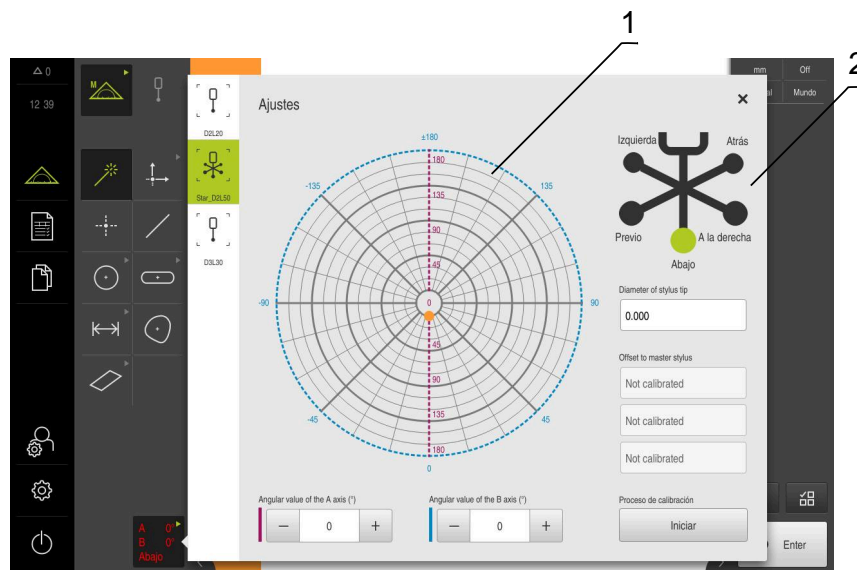 1
2
0
mm
Off
al
Mundo
12 39
M
Ajustes
D2L20
Star_D2L50
D3L30
±180
180
-135
135
135
90
45
-90
0
90
45
90
-45
135
45
180
0
Izquierda
Atrás
Previo
A la derecha
Abajo
Diameter of stylus tip
0.000
Offset to master stylus
Not calibrated
Not calibrated
Not calibrated
Angular value of the A axis (°)
Angular value of the B axis (°)
Proceso de calibración
− 0 +
− 0 +
Iniciar
A 0°
B 0°
Abajo
Enter